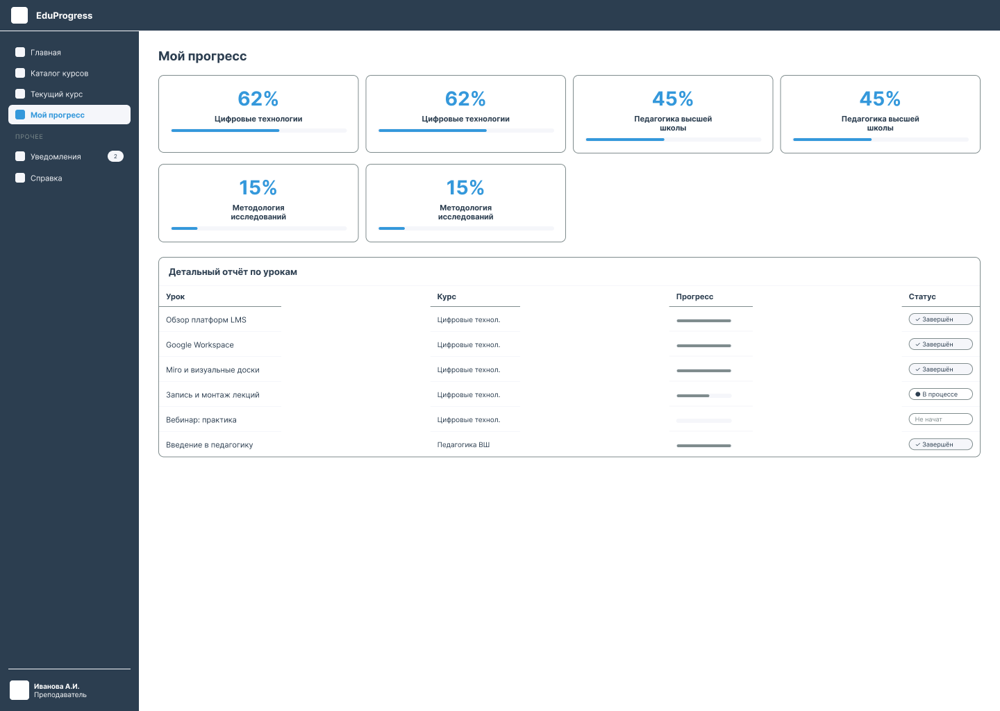 EduProgress
Главная
Каталог курсов
Текущий курс
Мой прогресс
ПРОЧЕЕ
Уведомления 2
Справка
Иванова А.И.
Преподаватель
Мой прогресс
62%
Цифровые технологии
62%
Цифровые технологии
45%
Педагогика высшей
школы
45%
Педагогика высшей
школы
15%
Методология
исследований
15%
Методология
исследований
Детальный отчёт по урокам
Урок Курс Прогресс Статус
Обзор платформ LMS Цифровые технол. ✓ Завершён
Google Workspace Цифровые технол. ✓ Завершён
Miro и визуальные доски Цифровые технол. ✓ Завершён
Запись и монтаж лекций Цифровые технол. ● В процессе
Вебинар: практика Цифровые технол. Не начат
Введение в педагогику Педагогика ВШ ✓ Завершён